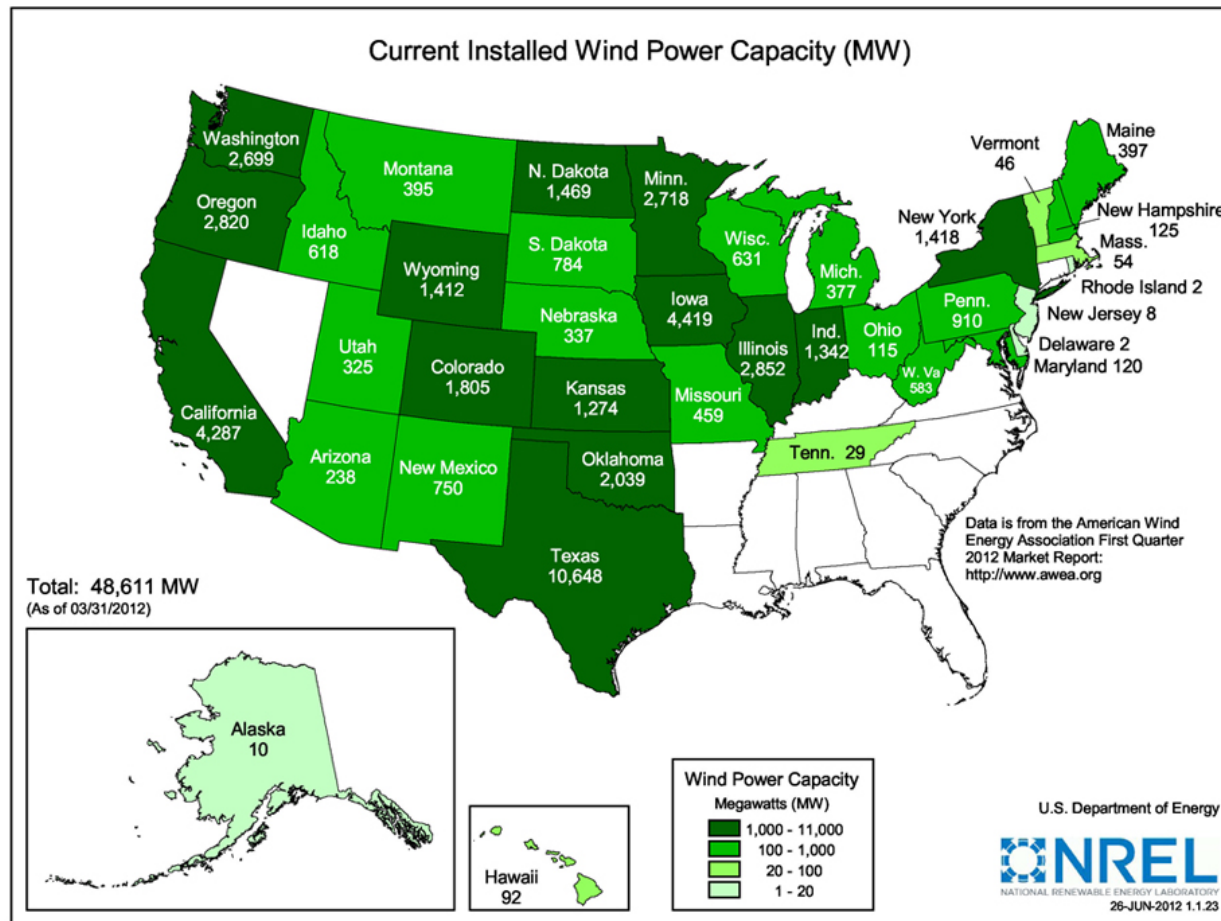 Current Installed Wind Power Capacity (MW)
Washington
2,699
Oregon
2,820
California
4,287
Idaho
618
Montana
395
Wyoming
1,412
Utah
325
Colorado
1,805
Arizona
238
New Mexico
750
N. Dakota
1,469
S. Dakota
784
Nebraska
337
Kansas
1,274
Oklahoma
2,039
Texas
10,648
Minn.
2,718
Iowa
4,419
Missouri
459
Wisc.
631
Illinois
2,852
Mich.
377
Ind.
1,342
Ohio
115
W. Va
583
Penn.
910
Tenn. 29
New York
1,418
Vermont
46
Maine
397
New Hampshire
125
Mass.
54
Rhode Island 2
New Jersey 8
Delaware 2
Maryland 120
Data is from the American Wind
Energy Association First Quarter
2012 Market Report:
http://www.awea.org
Total: 48,611 MW
(As of 03/31/2012)
Alaska
10
Hawaii
92
Wind Power Capacity
Megawatts (MW)
1,000 - 11,000
100 - 1,000
20 - 100
1 - 20
U.S. Department of Energy
NREL
NATIONAL RENEWABLE ENERGY LABORATORY
26-JUN-2012 1.1.23